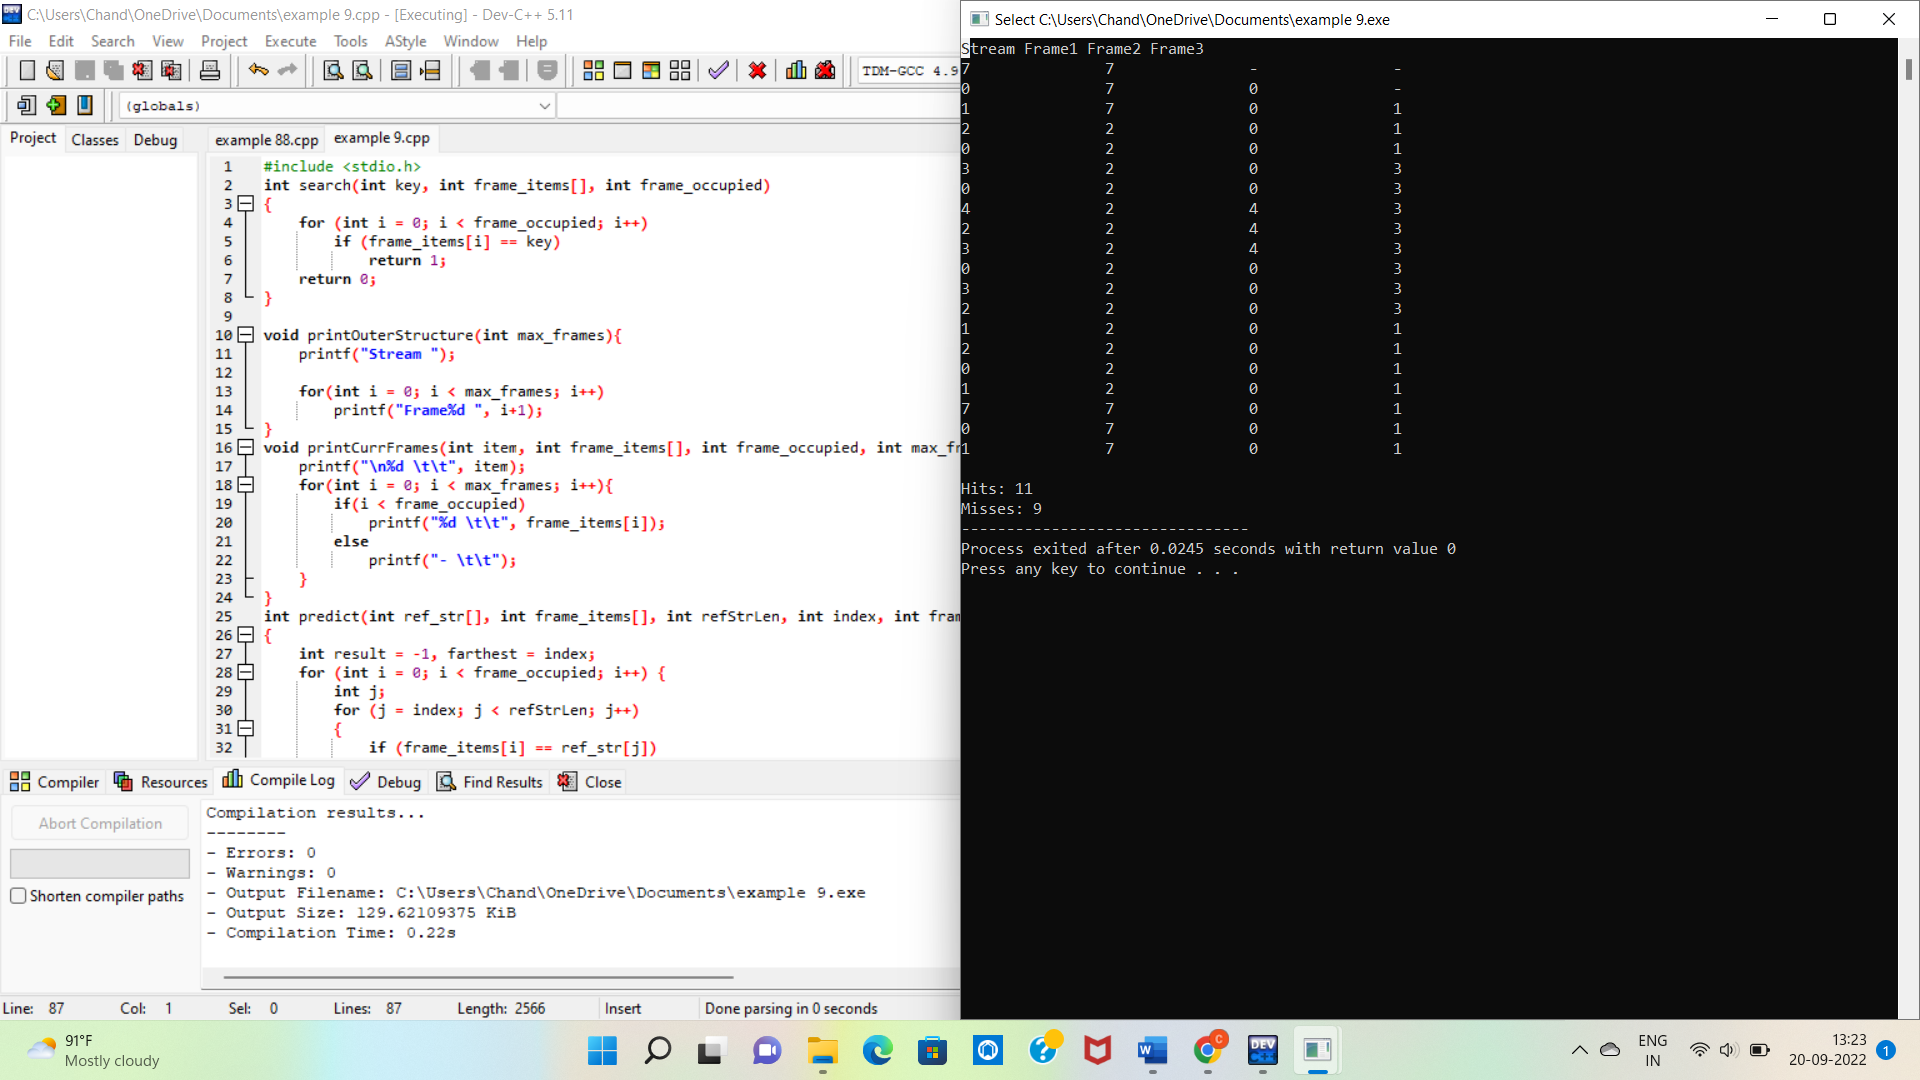 C:\Users\Chand\OneDrive\Documents\example 9.cpp - [Executing] - Dev-C++ 5.11
File Edit Search View Project Execute Tools AStyle Window Help
TDM-GCC 4.9
(globals)
Project Classes Debug
example 88.cpp example 9.cpp
1 #include <stdio.h>
2 int search(int key, int frame_items[], int frame_occupied)
3 {
4 for (int i = 0; i < frame_occupied; i++)
5 if (frame_items[i] == key)
6 return 1;
7 return 0;
8 }
9
10 void printOuterStructure(int max_frames){
11 printf("Stream ");
12
13 for(int i = 0; i < max_frames; i++)
14 printf("Frame%d ", i+1);
15 }
16 void printCurrFrames(int item, int frame_items[], int frame_occupied, int max_fr
17 printf("\n%d \t\t", item);
18 for(int i = 0; i < max_frames; i++){
19 if(i < frame_occupied)
20 printf("%d \t\t", frame_items[i]);
21 else
22 printf("- \t\t");
23 }
24 }
25 int predict(int ref_str[], int frame_items[], int refStrLen, int index, int fram
26 {
27 int result = -1, farthest = index;
28 for (int i = 0; i < frame_occupied; i++) {
29 int j;
30 for (j = index; j < refStrLen; j++)
31 {
32 if (frame_items[i] == ref_str[j])
Compiler Resources Compile Log Debug Find Results Close
Abort Compilation
Shorten compiler paths
Compilation results...
--------
- Errors: 0
- Warnings: 0
- Output Filename: C:\Users\Chand\OneDrive\Documents\example 9.exe
- Output Size: 129.62109375 KiB
- Compilation Time: 0.22s
Line: 87 Col: 1 Sel: 0 Lines: 87 Length: 2566 Insert Done parsing in 0 seconds
Select C:\Users\Chand\OneDrive\Documents\example 9.exe
Stream Frame1 Frame2 Frame3
7 7 - -
0 7 0 -
1 7 0 1
2 2 0 1
0 2 0 1
3 2 0 3
0 2 0 3
4 2 4 3
2 2 4 3
3 2 4 3
0 2 0 3
3 2 0 3
2 2 0 3
1 2 0 1
2 2 0 1
0 2 0 1
1 2 0 1
7 7 0 1
0 7 0 1
1 7 0 1
Hits: 11
Misses: 9
--------------------------------
Process exited after 0.0245 seconds with return value 0
Press any key to continue . . .
91°F
Mostly cloudy
W
C
DEV C++
ENG
IN
13:23
20-09-2022
1